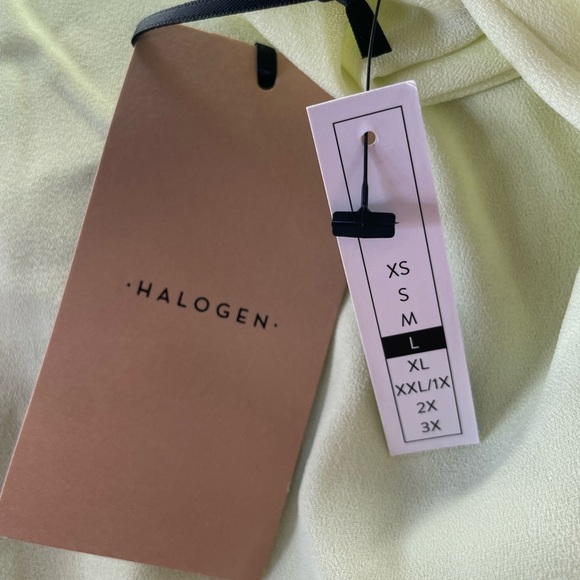 ·HALOGEN·
XS
S
M
L
XL
XXL/1X
2X
3X